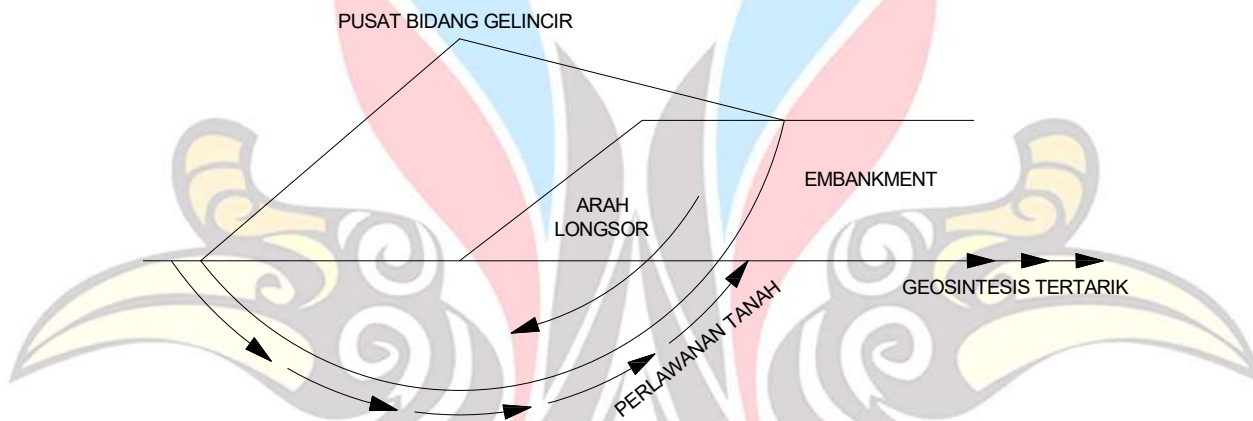 PUSAT BIDANG GELINCIR
EMBANKMENT
ARAH
LONGSOR
GEOSINTESIS TERTARIK
PERLAWANAN TANAH